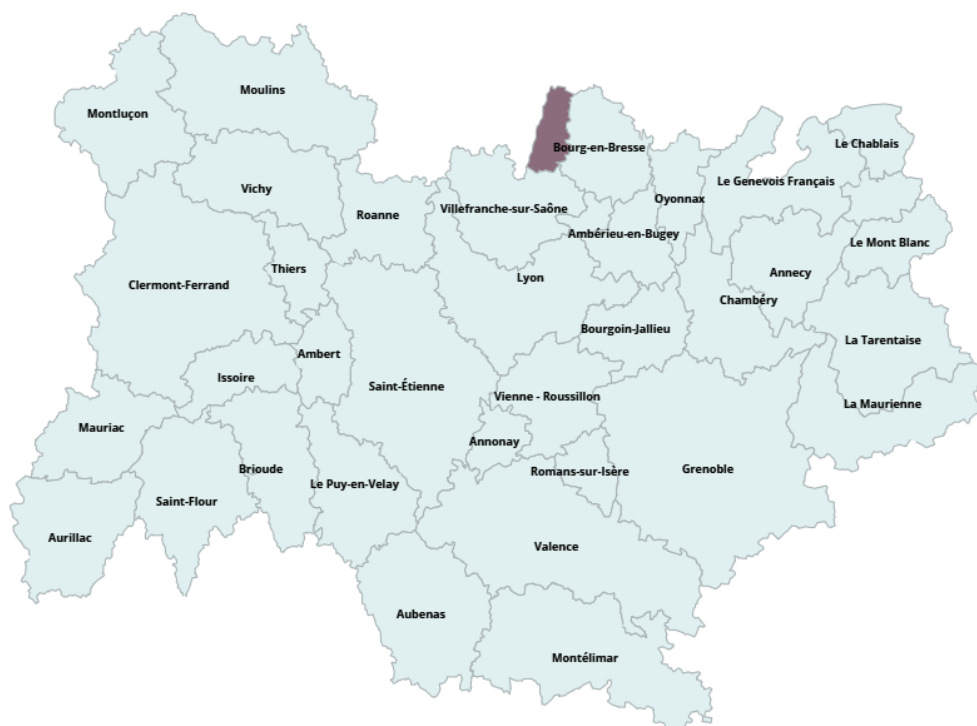 Moulins
Montluçon
Le Chablais
Bourg-en-Bresse
Le Genevois Français
Vichy
Oyonnax
Villefranche-sur-Saône
Roanne
Ambérieu-en-Bugey
Le Mont Blanc
Thiers
Annecy
Lyon
Clermont-Ferrand
Chambéry
Bourgoin-Jallieu
La Tarentaise
Ambert
Issoire
Saint-Étienne
Vienne - Roussillon
La Maurienne
Mauriac
Annonay
Brioude
Grenoble
Romans-sur-Isère
Le Puy-en-Velay
Saint-Flour
Aurillac
Valence
Aubenas
Montélimar